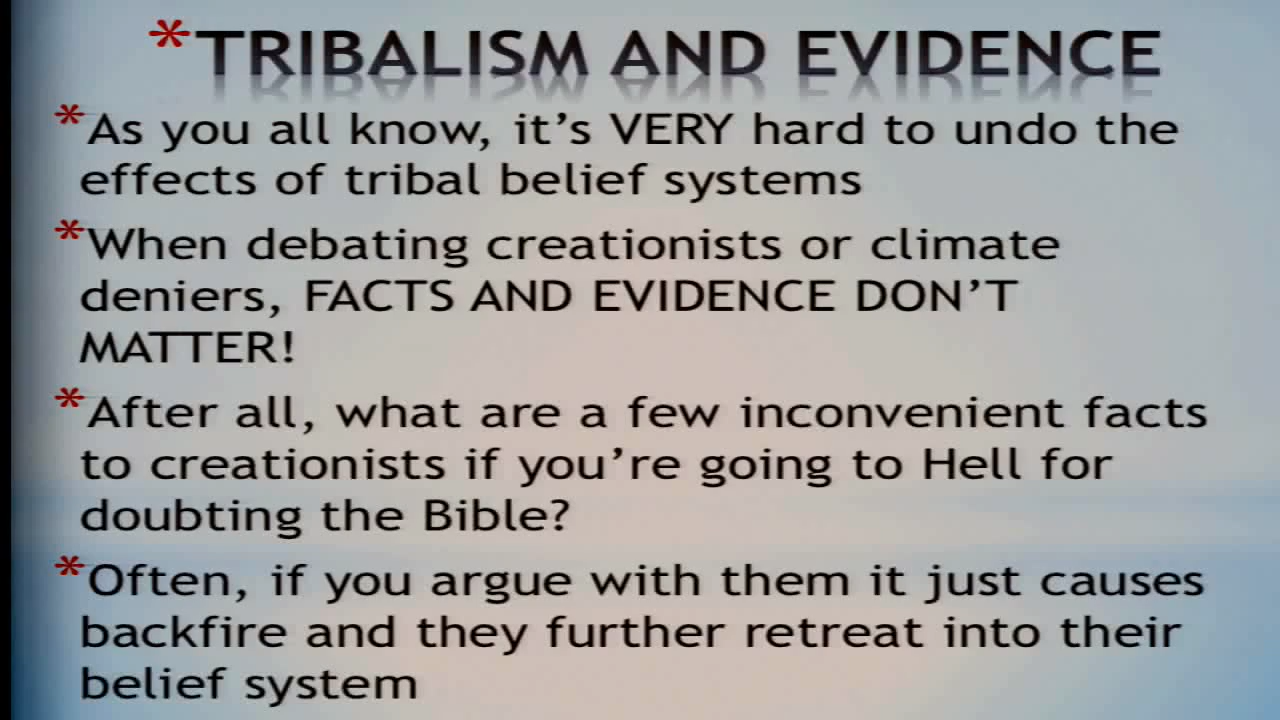 *TRIBALISM AND EVIDENCE
*As you all know, it's VERY hard to undo the
effects of tribal belief systems
*When debating creationists or climate
deniers, FACTS AND EVIDENCE DON'T
MATTER!
*After all, what are a few inconvenient facts
to creationists if you're going to Hell for
doubting the Bible?
*Often, if you argue with them it just causes
backfire and they further retreat into their
belief system